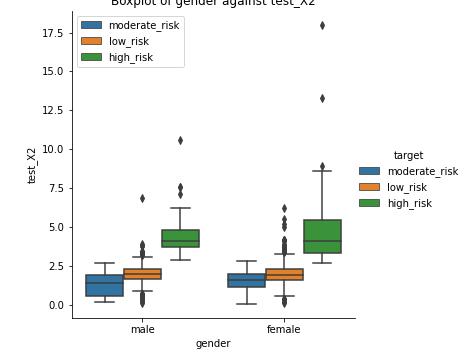 Boxplot of gender against test_X2
moderate_risk
low_risk
high_risk
17.5
15.0
12.5
10.0
7.5
5.0
2.5
0.0
test_X2
male
female
gender
target
moderate_risk
low_risk
high_risk